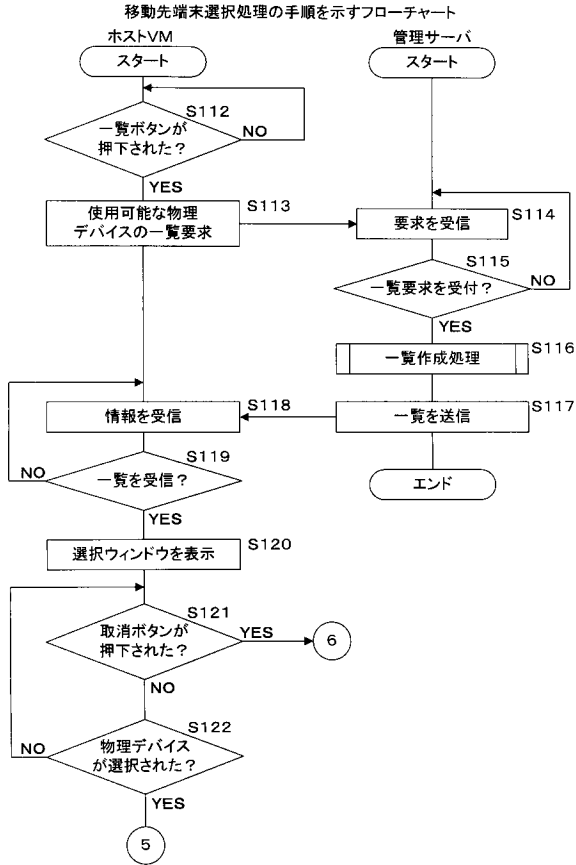 移動先端末選択処理の手順を示すフローチャート
ホストVM
スタート
S112
一覧ボタンが
押下された？
NO
YES
S113
使用可能な物理
デバイスの一覧要求
管理サーバ
スタート
S114
要求を受信
S115
一覧要求を受付？
NO
YES
S116
一覧作成処理
S117
一覧を送信
エンド
S118
情報を受信
S119
一覧を受信？
NO
YES
S120
選択ウィンドウを表示
S121
取消ボタンが
押下された？
YES
6
NO
S122
物理デバイス
が選択された？
NO
YES
5